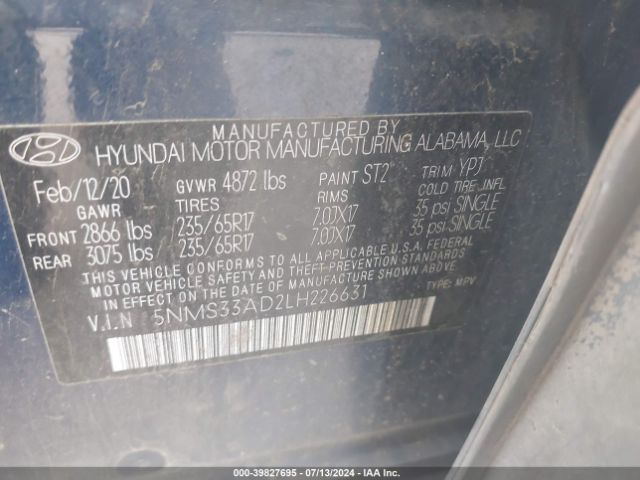 MANUFACTURED BY
HYUNDAI MOTOR MANUFACTURING ALABAMA, LLC
Feb/12/20 GVWR 4872 lbs PAINT ST2 TRIM YPJ
GAWR TIRES RIMS COLD TIRE INFL
FRONT 2866 lbs 235/65R17 7.0JX17 35 psi SINGLE
REAR 3075 lbs 235/65R17 7.0JX17 35 psi SINGLE
THIS VEHICLE CONFORMS TO ALL APPLICABLE U.S.A. FEDERAL
MOTOR VEHICLE SAFETY AND THEFT PREVENTION STANDARDS
IN EFFECT ON THE DATE OF MANUFACTURE SHOWN ABOVE.
V.I.N 5NMS33AD2LH226631 TYPE: MPV
000-39827695 - 07/13/2024 - IAA Inc.